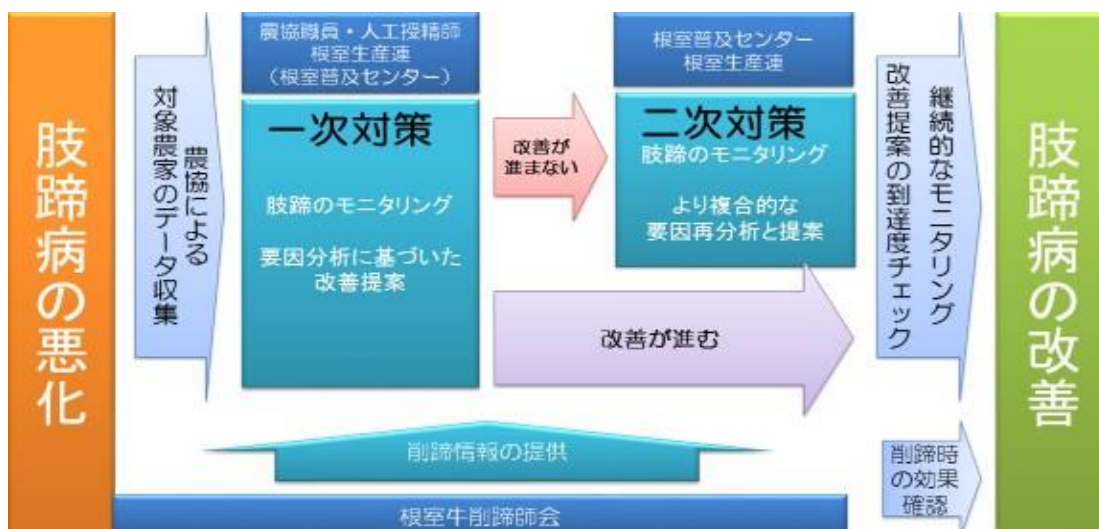 肢蹄病の悪化
農協による
対象農家のデータ収集
農協職員・人工授精師
根室生産連
(根室普及センター)
一次対策
肢蹄のモニタリング
要因分析に基づいた
改善提案
改善が
進まない
根室普及センター
根室生産連
二次対策
肢蹄のモニタリング
より複合的な
要因再分析と提案
改善が進む
継続的なモニタリング
改善提案の到達度チェック
肢蹄病の改善
削蹄情報の提供
根室牛削蹄師会
削蹄時
の効果
確認